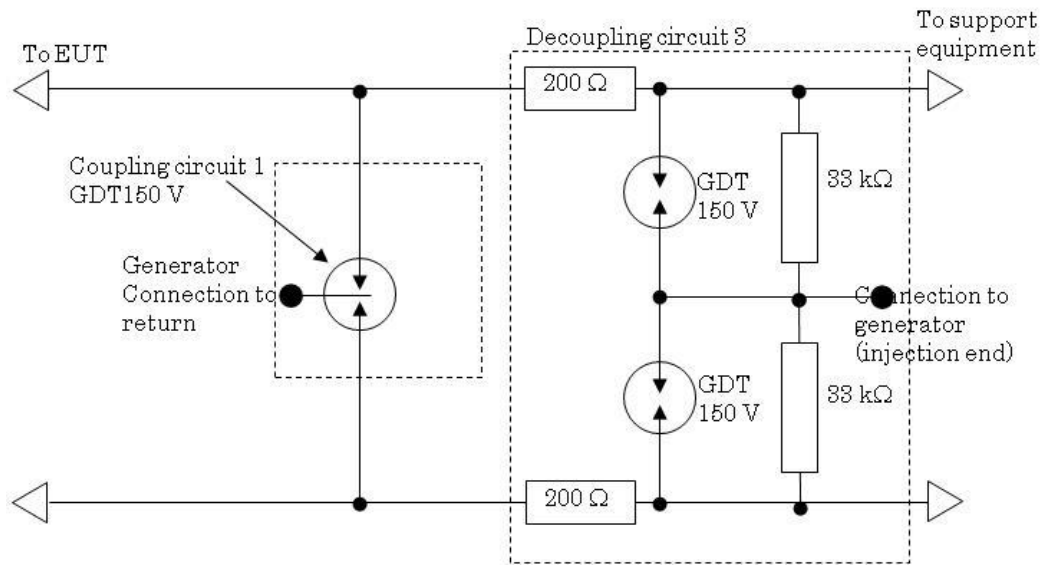 To EUT
Decoupling circuit 3
To support
equipment
200 Ω
Coupling circuit 1
GDT150 V
GDT
150 V
33 kΩ
Generator
Connection to
return
Connection to
generator
(injection end)
GDT
150 V
33 kΩ
200 Ω